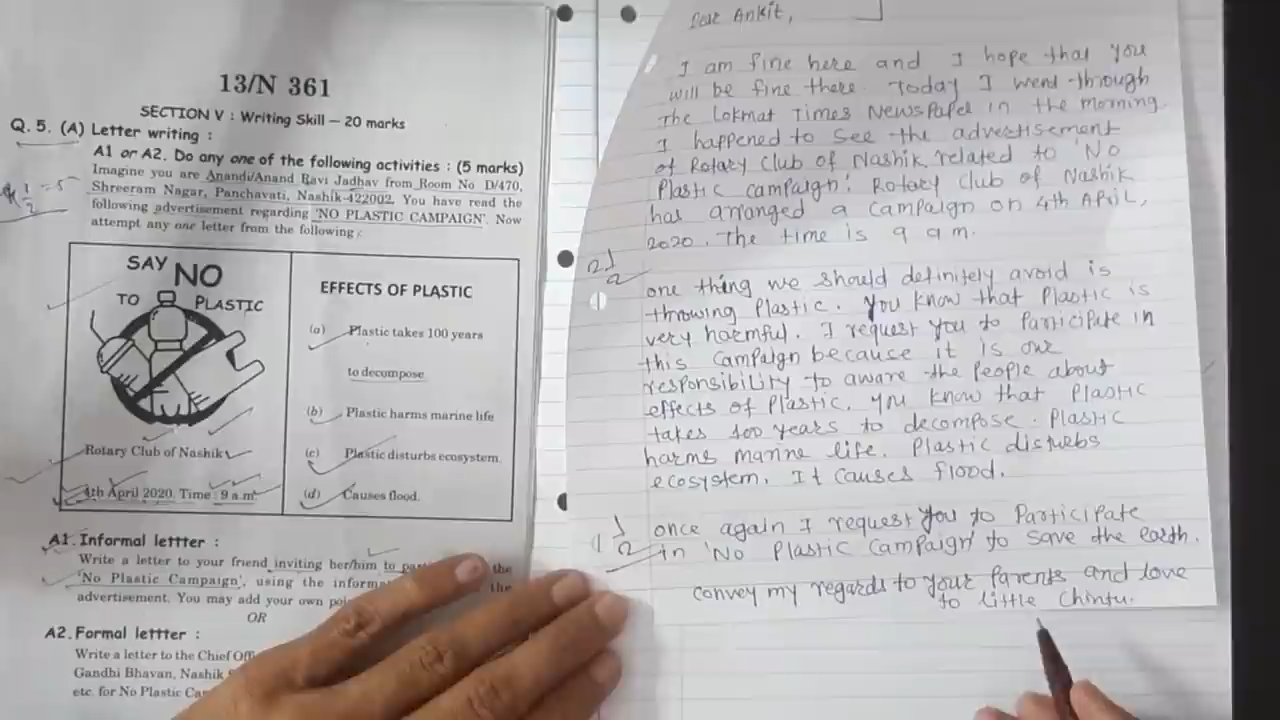 13/N 361
SECTION V : Writing Skill – 20 marks
Q. 5. (A) Letter writing :
A1 or A2. Do any one of the following activities : (5 marks)
Imagine you are Anandi/Anand Ravi Jadhav from Room No D/470,
Shreeram Nagar, Panchavati, Nashik-422002. You have read the
following advertisement regarding 'NO PLASTIC CAMPAIGN'. Now
attempt any one letter from the following :
SAY NO
TO PLASTIC
Rotary Club of Nashik
4th April 2020. Time : 9 a.m.
EFFECTS OF PLASTIC
(a) Plastic takes 100 years
to decompose
(b) Plastic harms marine life
(c) Plastic disturbs ecosystem.
(d) Causes flood.
A1. Informal lettter :
Write a letter to your friend inviting her/him to the
'No Plastic Campaign', using the the
advertisement. You may add your own
OR
A2. Formal lettter :
Write a letter to the Chief
Gandhi Bhavan, Nashik
etc. for No Plastic
Dear Ankit,
I am fine here and I hope that you
will be fine there. Today I went through
The Lokmat Times Newspaper in the morning.
I happened to see the advertisement
of Rotary Club of Nashik related to 'No
Plastic campaign'. Rotary club of Nashik
has arranged a campaign on 4th April,
2020. The time is 9 a.m.
one thing we should definitely avoid is
throwing Plastic. You know that Plastic is
very harmful. I request you to Participate in
this campaign because it is our
responsibility to aware the people about
effects of Plastic. You know that Plastic
takes 100 years to decompose. Plastic
harms marine life. Plastic disturbs
ecosystem. It causes flood.
once again I request you to Participate
in 'No Plastic Campaign' to save the earth.
convey my regards to your Parents and love
to little Chintu.